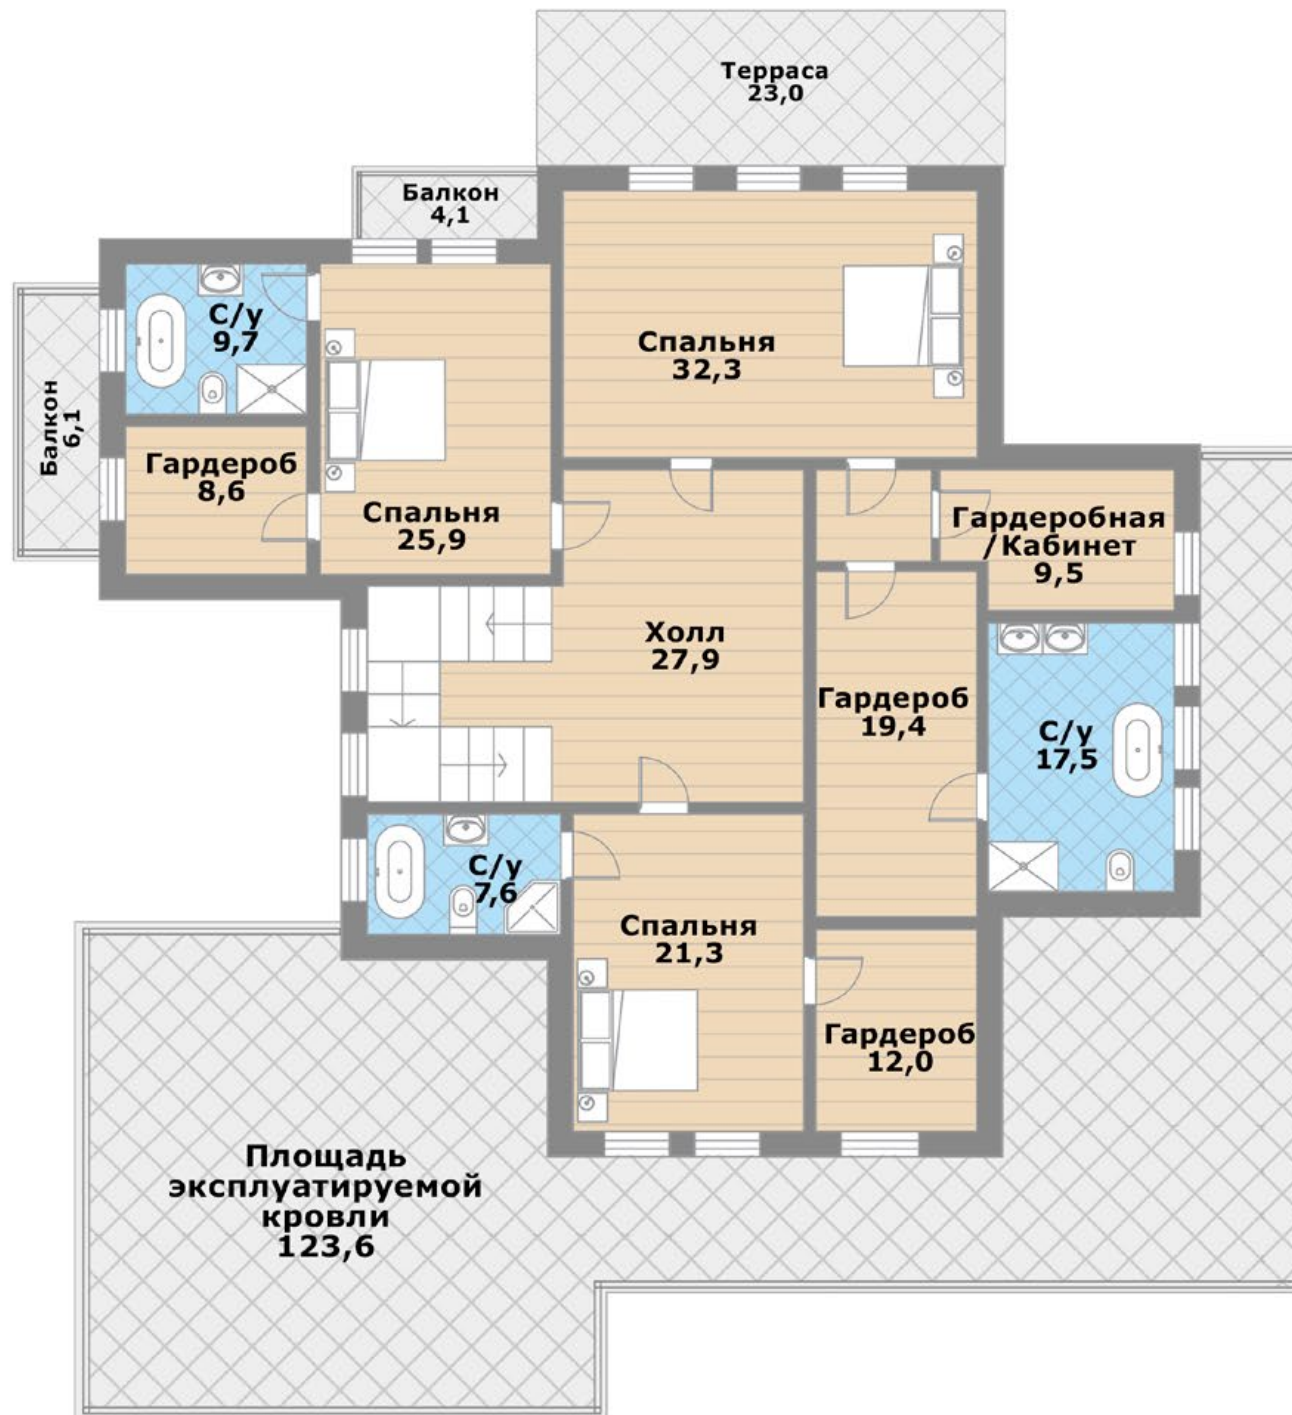 Терраса
23,0
Балкон
4,1
С/у
9,7
Спальня
32,3
Балкон
6,1
Гардероб
8,6
Спальня
25,9
Гардеробная
/Кабинет
9,5
Холл
27,9
Гардероб
19,4
С/у
17,5
С/у
7,6
Спальня
21,3
Гардероб
12,0
Площадь
эксплуатируемой
кровли
123,6